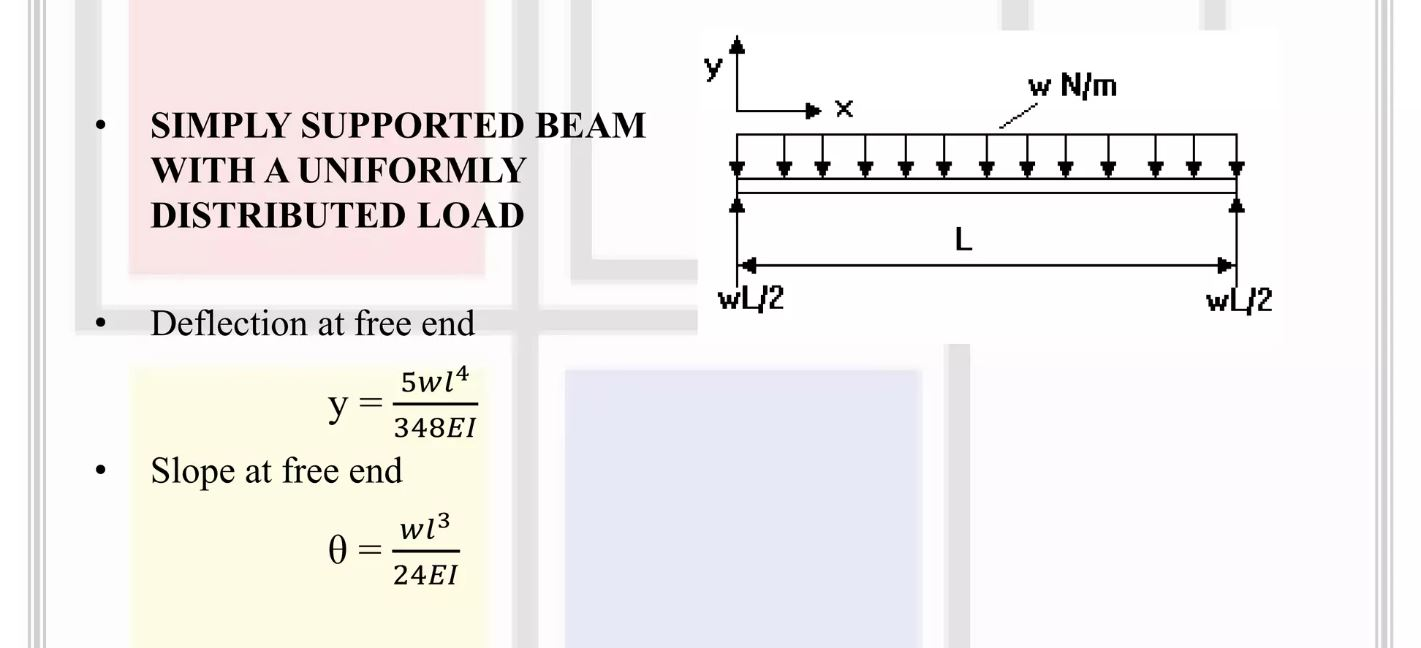 • SIMPLY SUPPORTED BEAM
WITH A UNIFORMLY
DISTRIBUTED LOAD
• Deflection at free end
y = 5wl⁴/348EI
• Slope at free end
θ = wl³/24EI
y
x
w N/m
L
wL/2
wL/2